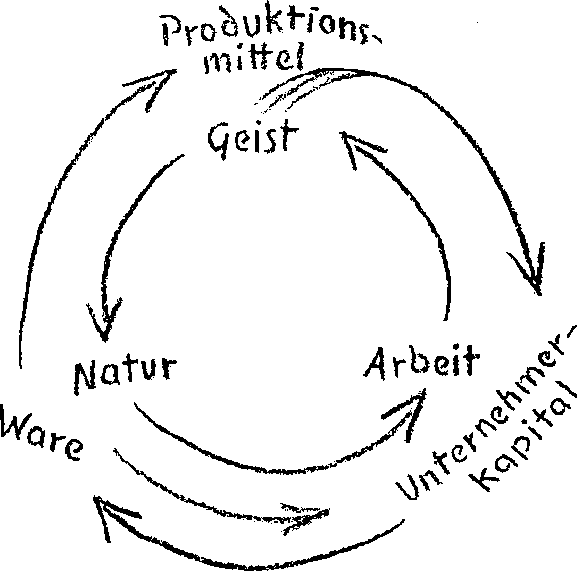 Produktions-
mittel
Geist
Natur
Arbeit
Ware
Unternehmer-
kapital